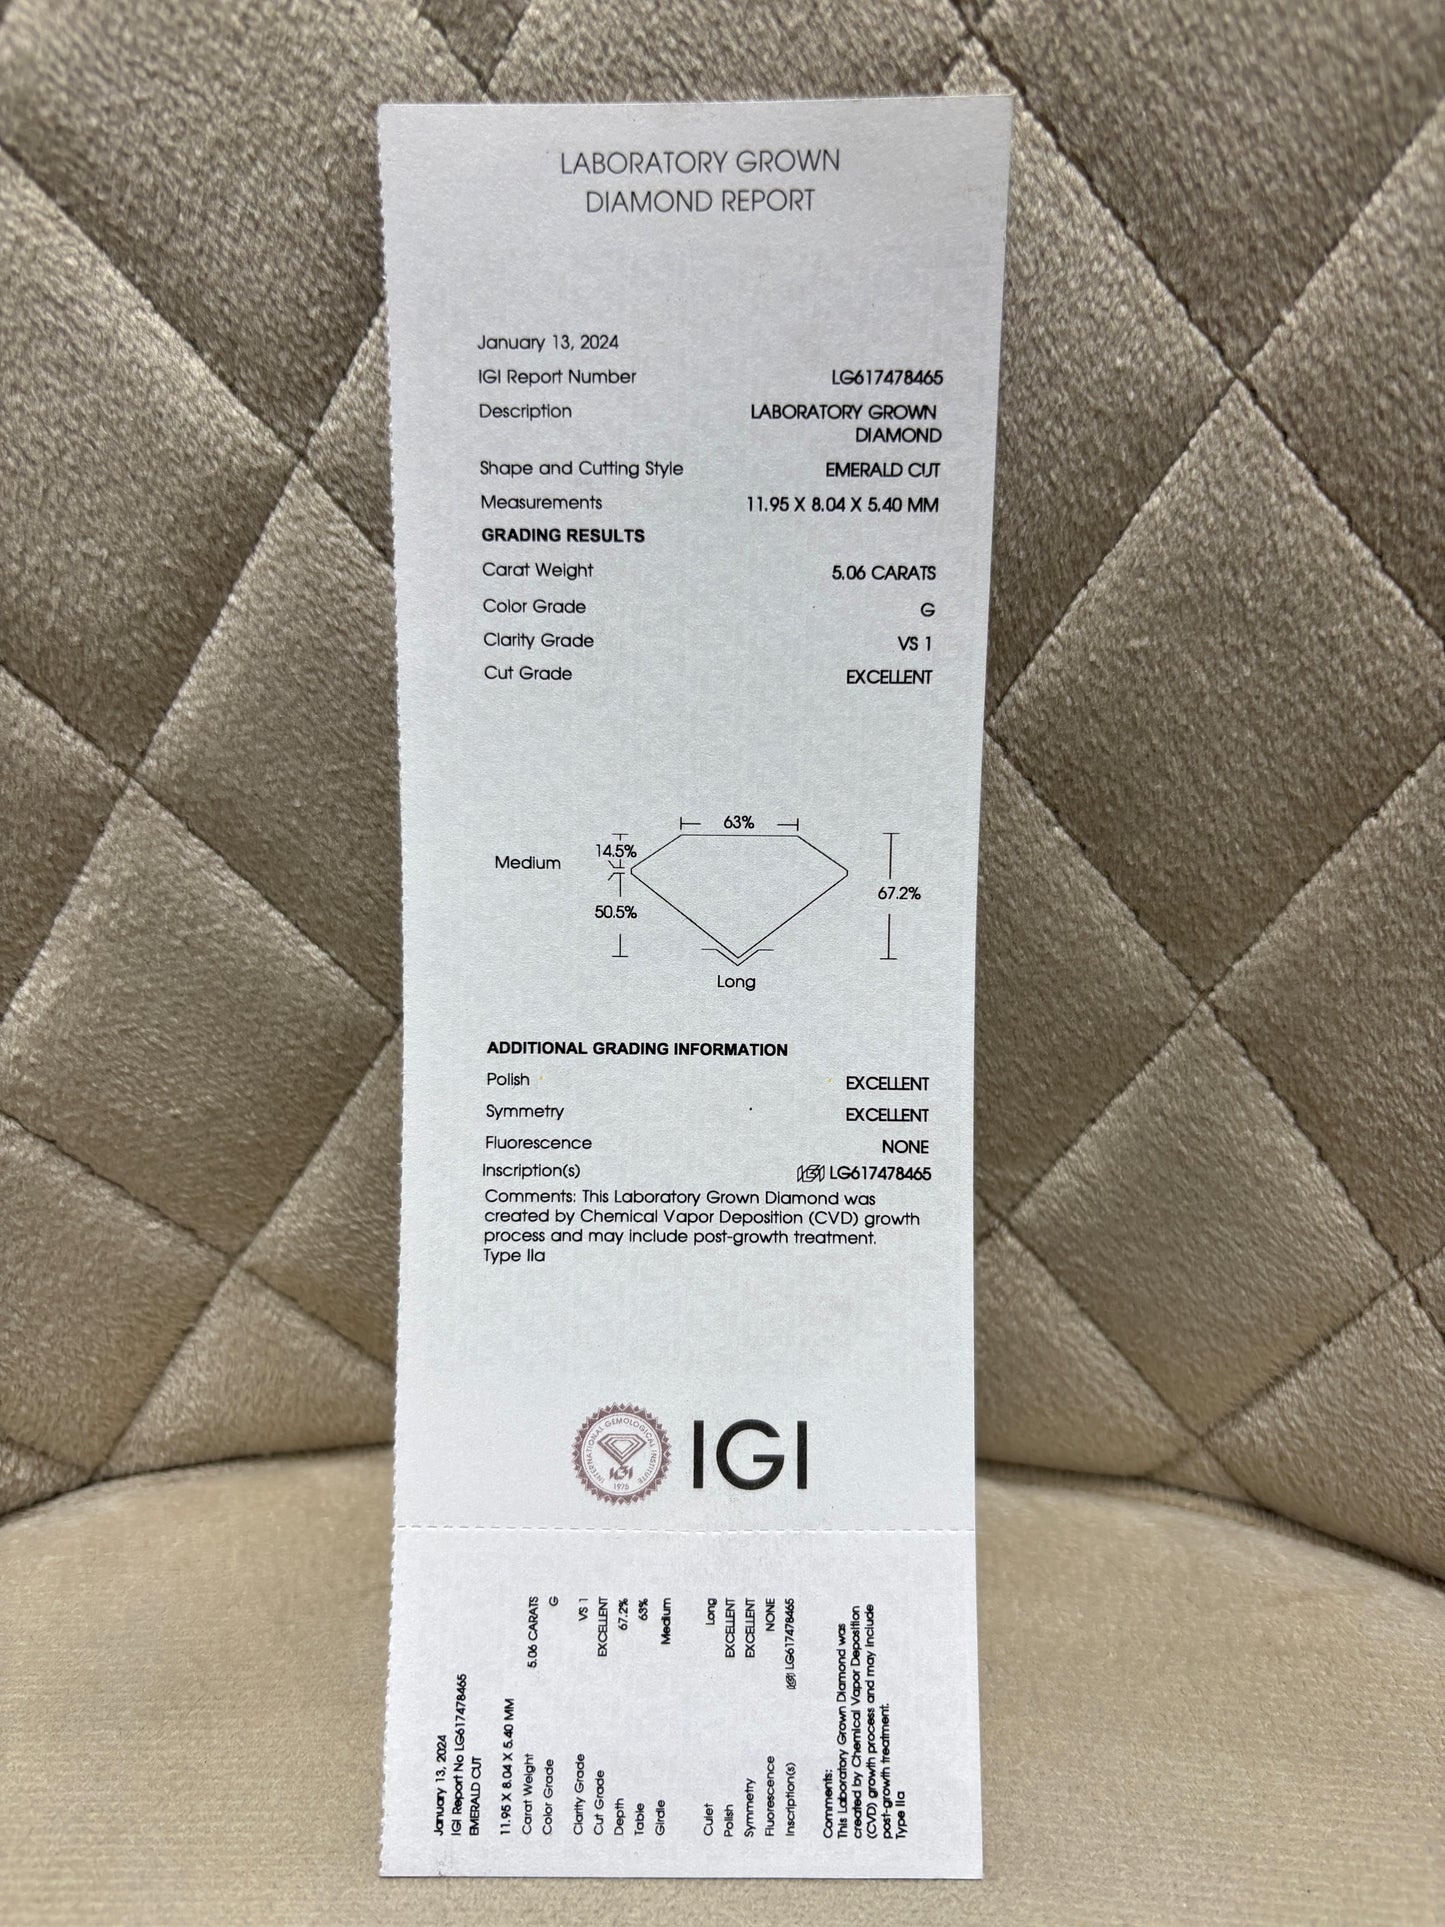 LABORATORY GROWN
DIAMOND REPORT
January 13, 2024
IGI Report Number LG617478465
Description LABORATORY GROWN
DIAMOND
Shape and Cutting Style EMERALD CUT
Measurements 11.95 X 8.04 X 5.40 MM
GRADING RESULTS
Carat Weight 5.06 CARATS
Color Grade G
Clarity Grade VS 1
Cut Grade EXCELLENT
63%
14.5%
Medium
67.2%
50.5%
Long
ADDITIONAL GRADING INFORMATION
Polish EXCELLENT
Symmetry EXCELLENT
Fluorescence NONE
Inscription(s) IGI LG617478465
Comments: This Laboratory Grown Diamond was
created by Chemical Vapor Deposition (CVD) growth
process and may include post-growth treatment.
Type IIa
INTERNATIONAL GEMOLOGICAL INSTITUTE
IGI
1975
IGI
January 13, 2024
IGI Report No LG617478465
EMERALD CUT
11.95 X 8.04 X 5.40 MM
Carat Weight 5.06 CARATS
Color Grade G
Clarity Grade VS 1
Cut Grade EXCELLENT
Depth 67.2%
Table 63%
Girdle Medium
Culet Long
Polish EXCELLENT
Symmetry EXCELLENT
Fluorescence NONE
Inscription(s) IGI LG617478465
Comments:
This Laboratory Grown Diamond was
created by Chemical Vapor Deposition
(CVD) growth process and may include
post-growth treatment.
Type IIa